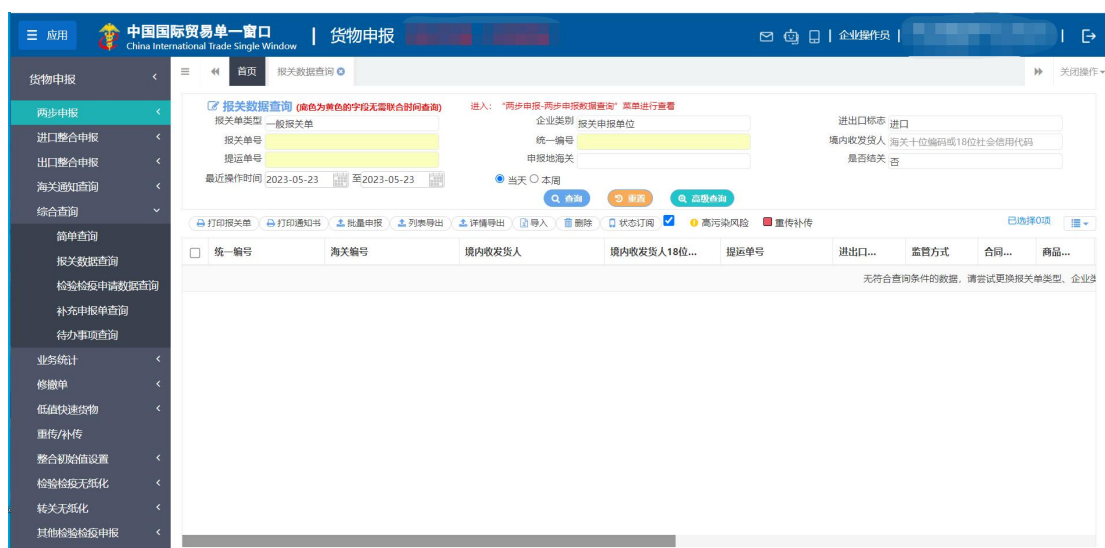 应用 中国国际贸易单一窗口 China International Trade Single Window 货物申报 企业操作员
货物申报
首页 报关数据查询 关闭操作
两步申报
进口整合申报
出口整合申报
海关通知查询
综合查询
简单查询
报关数据查询
检验检疫申请数据查询
补充申报单查询
待办事项查询
业务统计
修撤单
低值快速货物
重传/补传
整合初始值设置
检验检疫无纸化
转关无纸化
其他检验检疫申报
报关数据查询 (底色为黄色的字段无需联合时间查询) 进入: “两步申报-两步申报数据查询” 菜单进行查看
报关单类型 一般报关单 企业类别 报关申报单位 进出口标志 进口
报关单号 统一编号 境内收发货人 海关十位编码或18位社会信用代码
提运单号 申报地海关 是否结关 否
最近操作时间 2023-05-23 至 2023-05-23 当天 本周
查询 重置 高级查询
打印报关单 打印通知书 批量申报 列表导出 详情导出 导入 删除 状态订阅 高污染风险 重传补传 已选择0项
统一编号 海关编号 境内收发货人 境内收发货人18位... 提运单号 进出口... 监管方式 合同... 商品...
无符合查询条件的数据，请尝试更换报关单类型、企业类